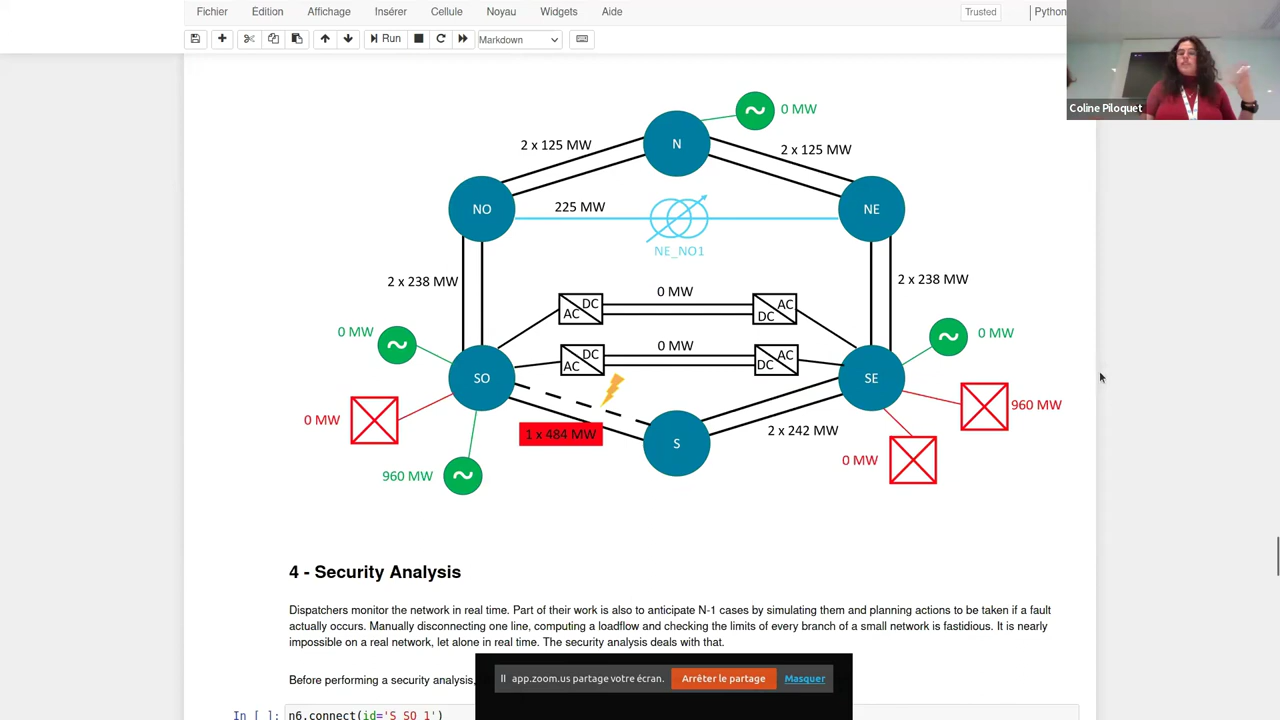 Fichier Édition Affichage Insérer Cellule Noyau Widgets Aide Trusted Python
Run Markdown
Coline Piloquet
0 MW
N
2 x 125 MW 2 x 125 MW
NO 225 MW NE
NE_NO1
2 x 238 MW 2 x 238 MW
0 MW
DC AC AC DC
0 MW 0 MW
0 MW
DC AC AC DC
SO SE
960 MW
0 MW
1 x 484 MW 2 x 242 MW
S
0 MW
960 MW
4 - Security Analysis
Dispatchers monitor the network in real time. Part of their work is also to anticipate N-1 cases by simulating them and planning actions to be taken if a fault
actually occurs. Manually disconnecting one line, computing a loadflow and checking the limits of every branch of a small network is fastidious. It is nearly
impossible on a real network, let alone in real time. The security analysis deals with that.
Before performing a security analysis,
app.zoom.us partage votre écran. Arrêter le partage Masquer
In [ ]: n6.connect(id='S_SO_1')